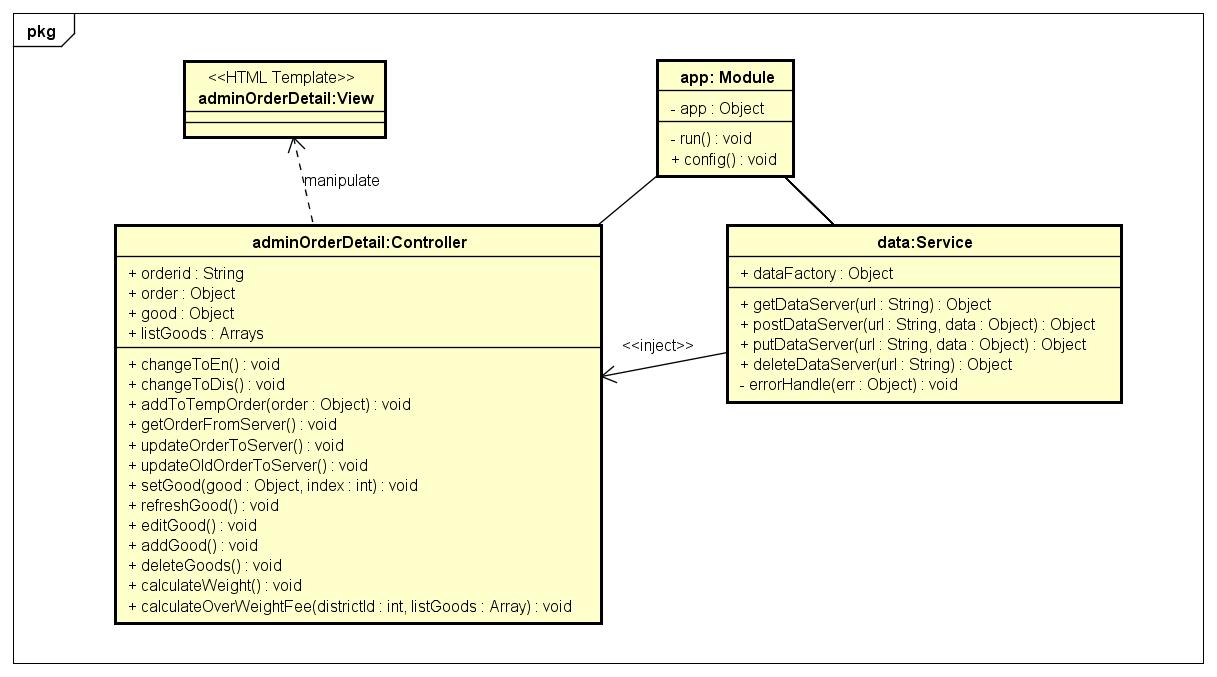 pkg
<<HTML Template>>
adminOrderDetail:View
app: Module
- app : Object
- run() : void
+ config() : void
manipulate
adminOrderDetail:Controller
+ orderid : String
+ order : Object
+ good : Object
+ listGoods : Arrays
+ changeToEn() : void
+ changeToDis() : void
+ addToTempOrder(order : Object) : void
+ getOrderFromServer() : void
+ updateOrderToServer() : void
+ updateOldOrderToServer() : void
+ setGood(good : Object, index : int) : void
+ refreshGood() : void
+ editGood() : void
+ addGood() : void
+ deleteGoods() : void
+ calculateWeight() : void
+ calculateOverWeightFee(districtId : int, listGoods : Array) : void
<<inject>>
data:Service
+ dataFactory : Object
+ getDataServer(url : String) : Object
+ postDataServer(url : String, data : Object) : Object
+ putDataServer(url : String, data : Object) : Object
+ deleteDataServer(url : String) : Object
- errorHandle(err : Object) : void